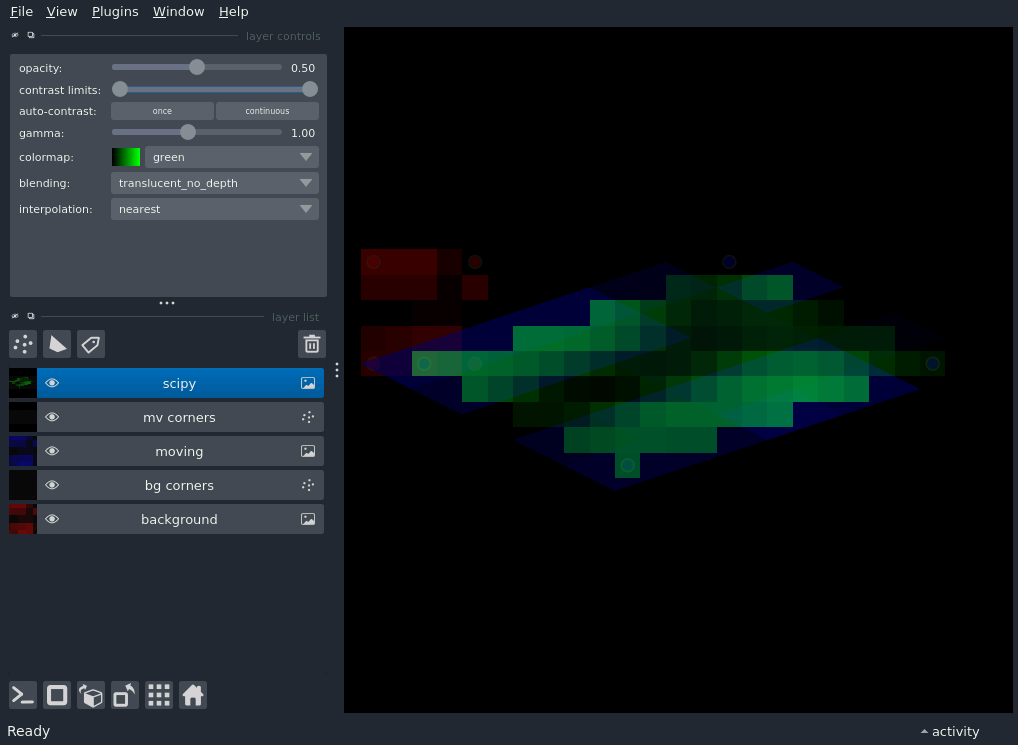 File View Plugins Window Help
layer controls
opacity: 0.50
contrast limits:
auto-contrast: once continuous
gamma: 1.00
colormap: green
blending: translucent_no_depth
interpolation: nearest
layer list
scipy
mv corners
moving
bg corners
background
Ready activity